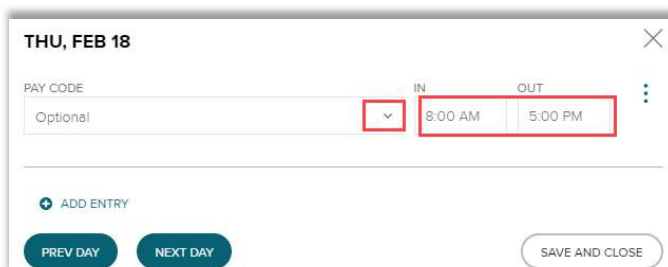 THU, FEB 18
PAY CODE IN OUT
Optional 8:00 AM 5:00 PM
ADD ENTRY
PREV DAY NEXT DAY SAVE AND CLOSE